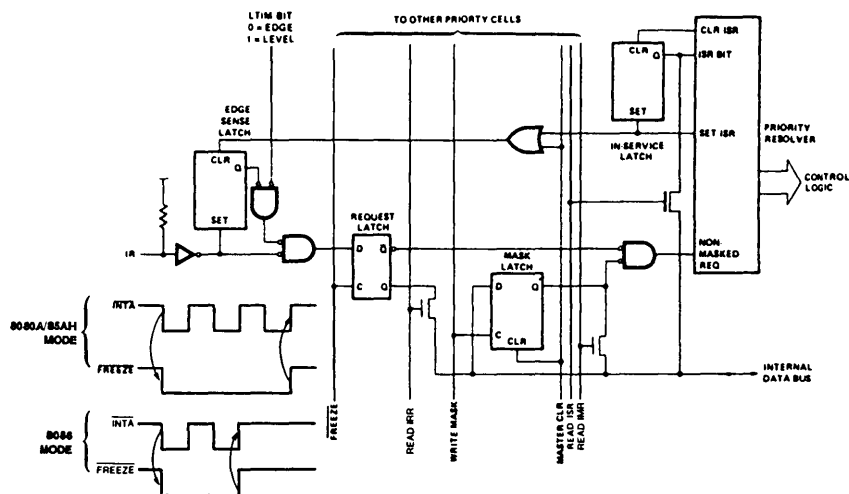 LTIM BIT
0 = EDGE
1 = LEVEL
TO OTHER PRIORTY CELLS
CLR ISR
ISR BIT
CLR
Q
SET
SET ISR
IN-SERVICE
LATCH
PRIORITY
RESOLVER
CONTROL
LOGIC
EDGE
SENSE
LATCH
CLR
Q
SET
IR
REQUEST
LATCH
D
Q
C
Q
MASK
LATCH
D
Q
C
CLR
NON-
MASKED
REQ
8080A/85AH
MODE
INTA
FREEZE
8086
MODE
INTA
FREEZE
FREEZE
READ IRR
WRITE MASK
MASTER CLR
READ ISR
READ IMR
INTERNAL
DATA BUS